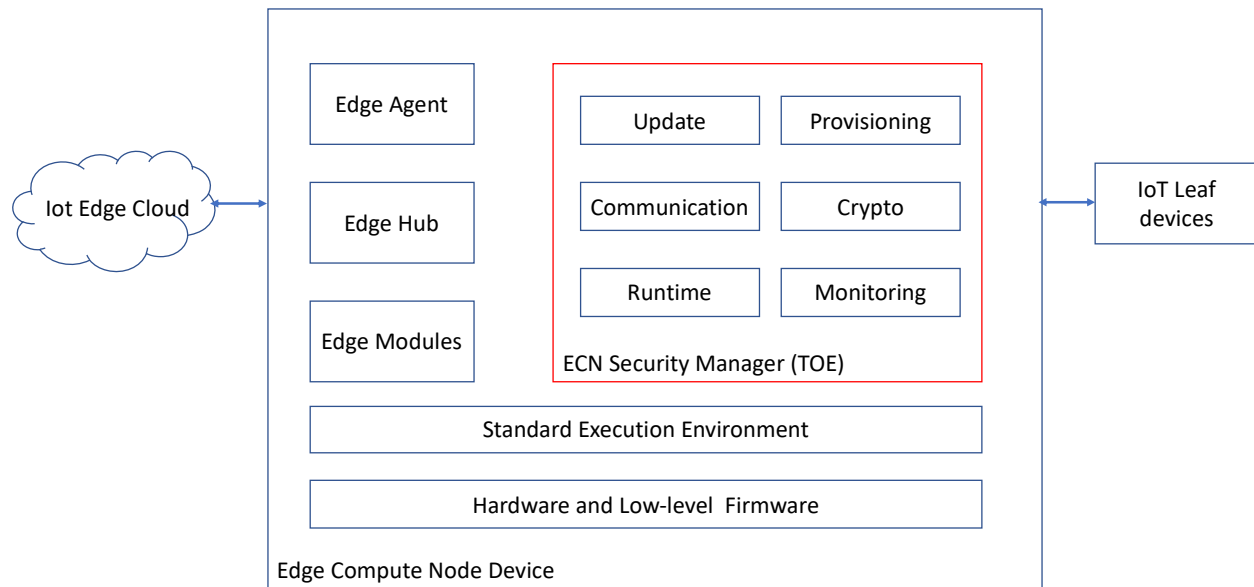 Edge Agent
Update
Provisioning
Iot Edge Cloud
Edge Hub
Communication
Crypto
IoT Leaf
devices
Runtime
Monitoring
Edge Modules
ECN Security Manager (TOE)
Standard Execution Environment
Hardware and Low-level  Firmware
Edge Compute Node Device